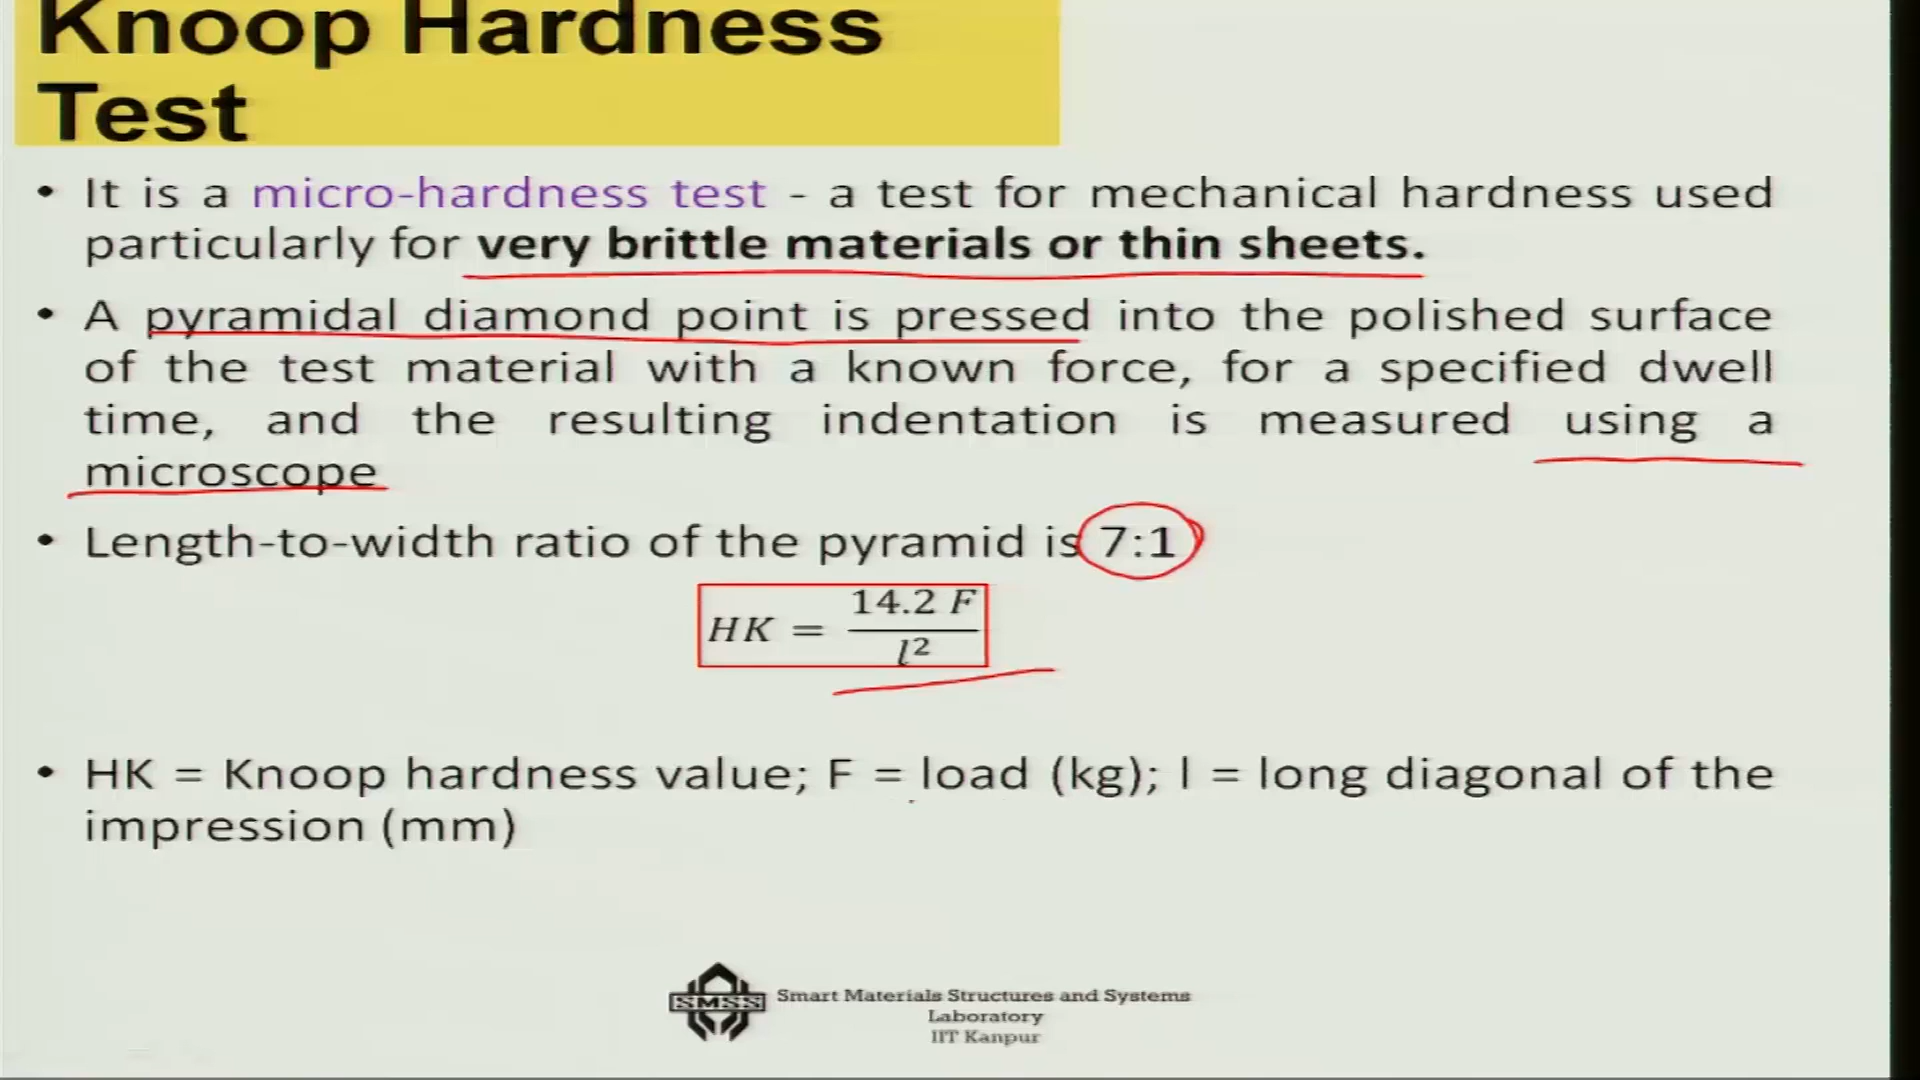 Knoop Hardness
Test
• It is a micro-hardness test - a test for mechanical hardness used
particularly for very brittle materials or thin sheets.
• A pyramidal diamond point is pressed into the polished surface
of the test material with a known force, for a specified dwell
time, and the resulting indentation is measured using a
microscope
• Length-to-width ratio of the pyramid is 7:1
HK = 14.2 F / l²
• HK = Knoop hardness value; F = load (kg); l = long diagonal of the
impression (mm)
SMSS
Smart Materials Structures and Systems
Laboratory
IIT Kanpur